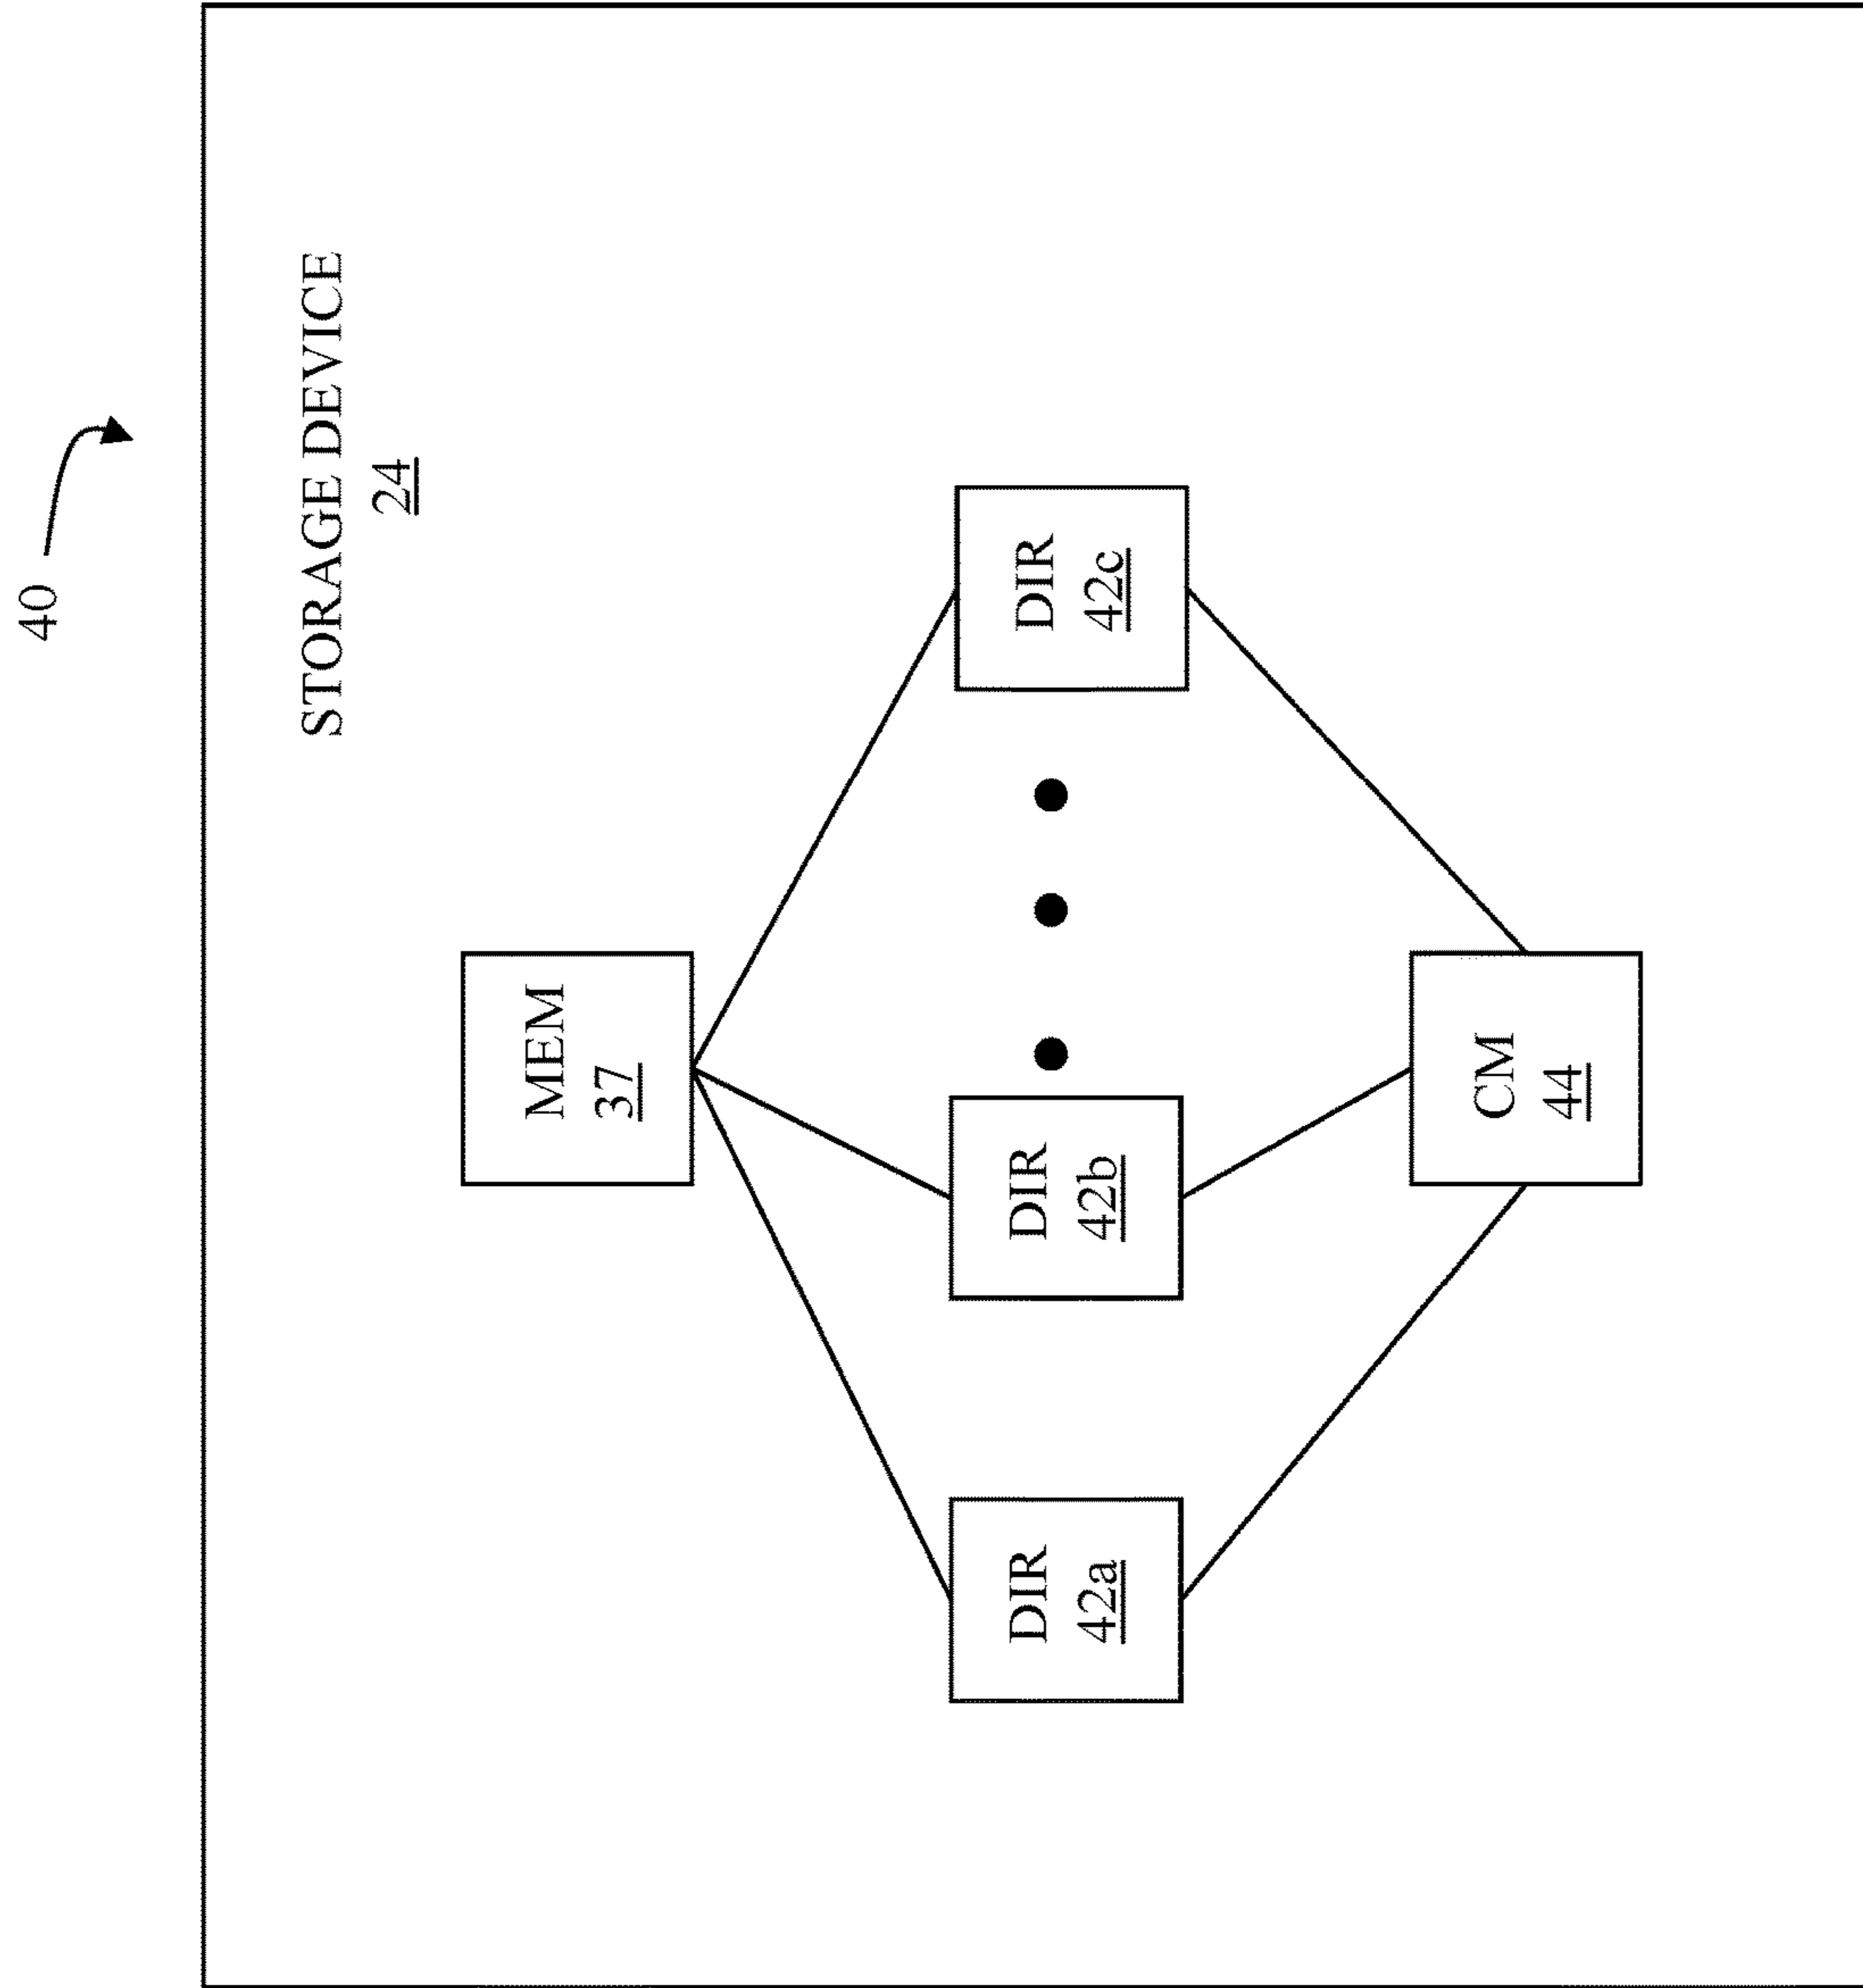 40
STORAGE DEVICE
24
MEM
37
DIR
42a
DIR
42b
DIR
42c
CM
44